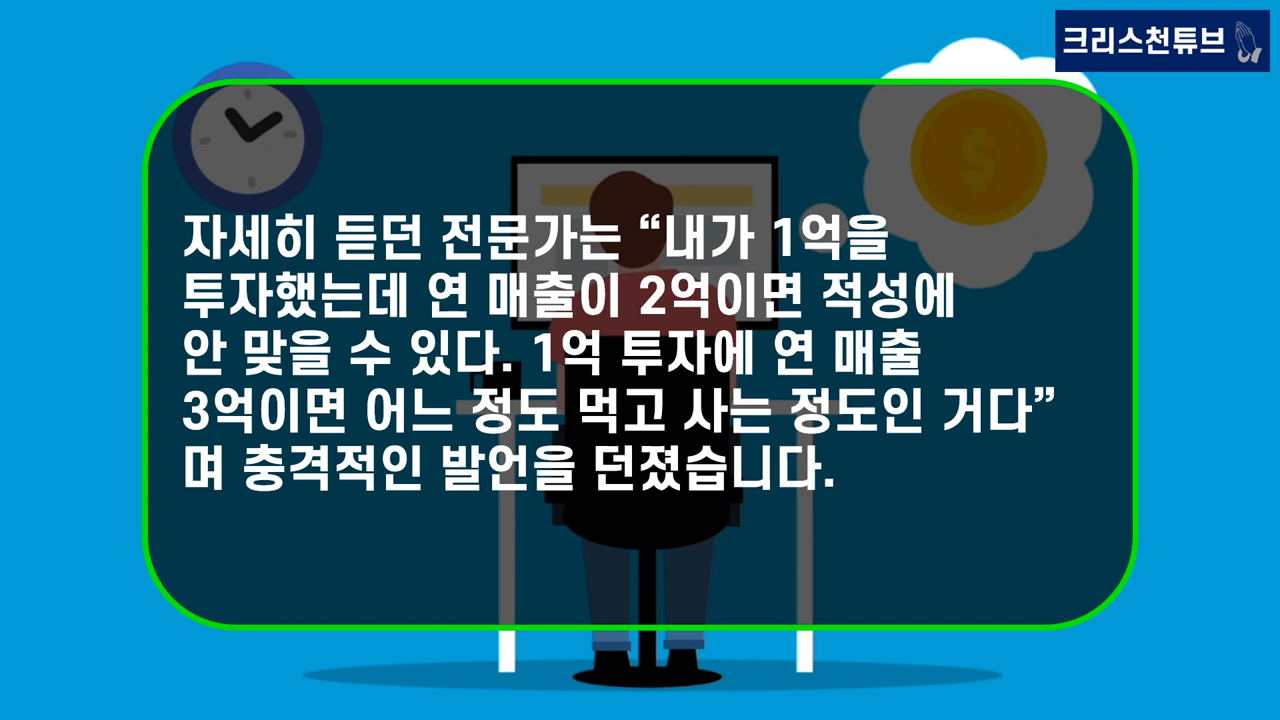 크리스천튜브
자세히 듣던 전문가는 “내가 1억을
투자했는데 연 매출이 2억이면 적성에
안 맞을 수 있다. 1억 투자에 연 매출
3억이면 어느 정도 먹고 사는 정도인 거다”
며 충격적인 발언을 던졌습니다.